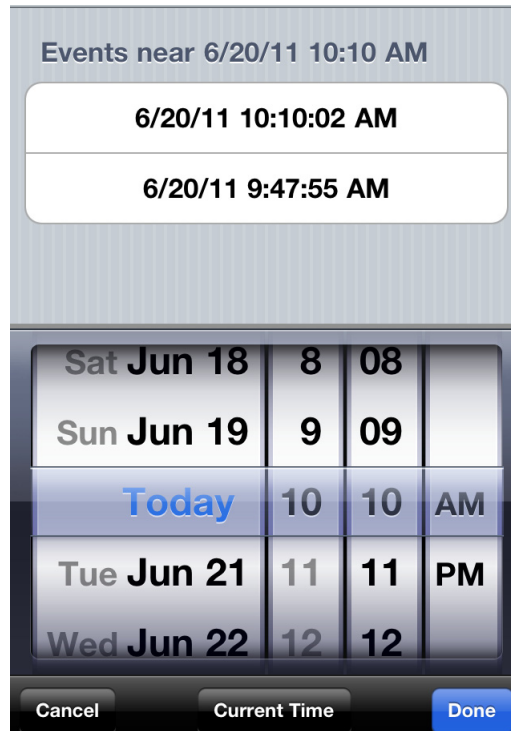 Events near 6/20/11 10:10 AM
6/20/11 10:10:02 AM
6/20/11 9:47:55 AM
Sat Jun 18 8 08
Sun Jun 19 9 09
Today 10 10 AM
Tue Jun 21 11 11 PM
Wed Jun 22 12 12
Cancel Current Time Done